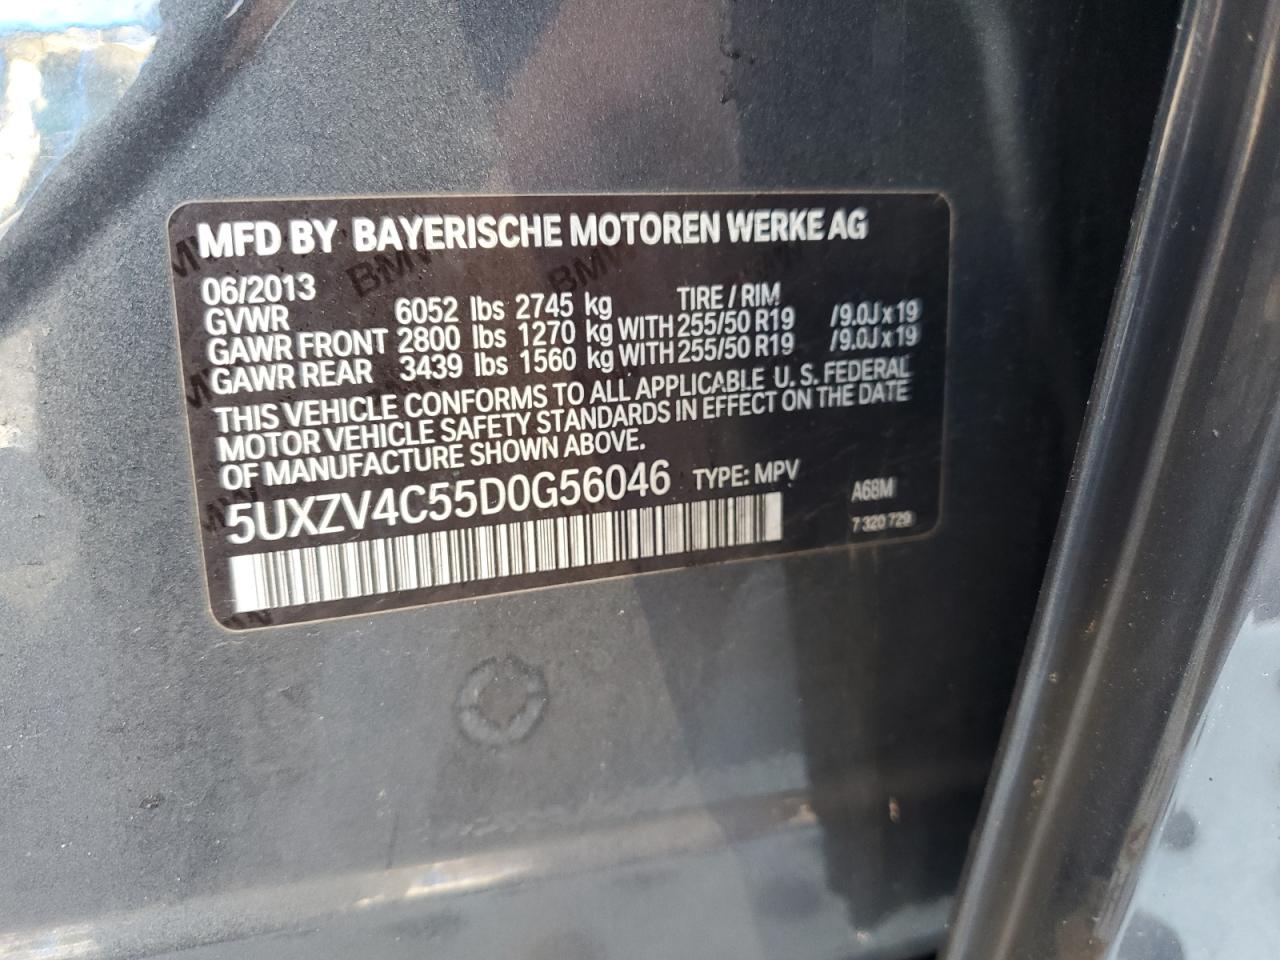 MFD BY BAYERISCHE MOTOREN WERKE AG
06/2013
GVWR 6052 lbs 2745 kg TIRE / RIM
GAWR FRONT 2800 lbs 1270 kg WITH 255/50 R19 /9.0J x 19
GAWR REAR 3439 lbs 1560 kg WITH 255/50 R19 /9.0J x 19
THIS VEHICLE CONFORMS TO ALL APPLICABLE U.S. FEDERAL
MOTOR VEHICLE SAFETY STANDARDS IN EFFECT ON THE DATE
OF MANUFACTURE SHOWN ABOVE.
5UXZV4C55D0G56046 TYPE: MPV
A68M
7 320 729